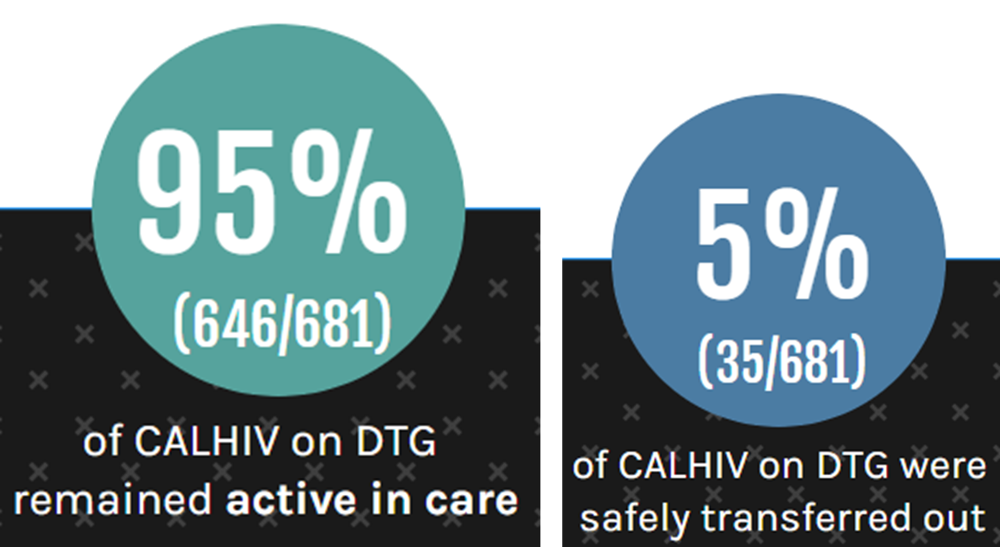 95%
(646/681)
of CALHIV on DTG
remained active in care
5%
(35/681)
of CALHIV on DTG were
safely transferred out